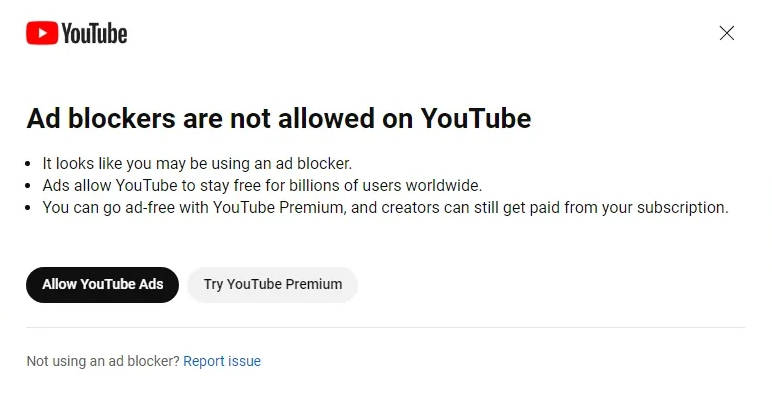 YouTube
Ad blockers are not allowed on YouTube
• It looks like you may be using an ad blocker.
• Ads allow YouTube to stay free for billions of users worldwide.
• You can go ad-free with YouTube Premium, and creators can still get paid from your subscription.
Allow YouTube Ads Try YouTube Premium
Not using an ad blocker? Report issue